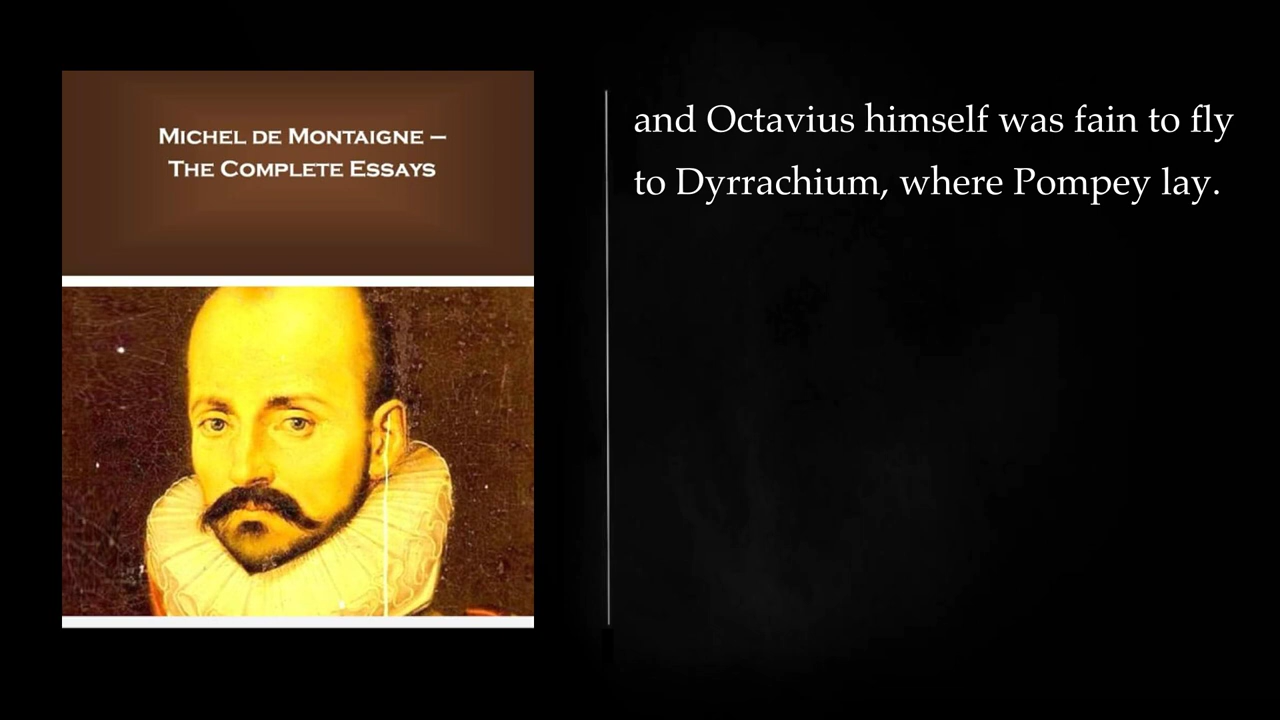 MICHEL DE MONTAIGNE –
THE COMPLETE ESSAYS
and Octavius himself was fain to fly
to Dyrrachium, where Pompey lay.